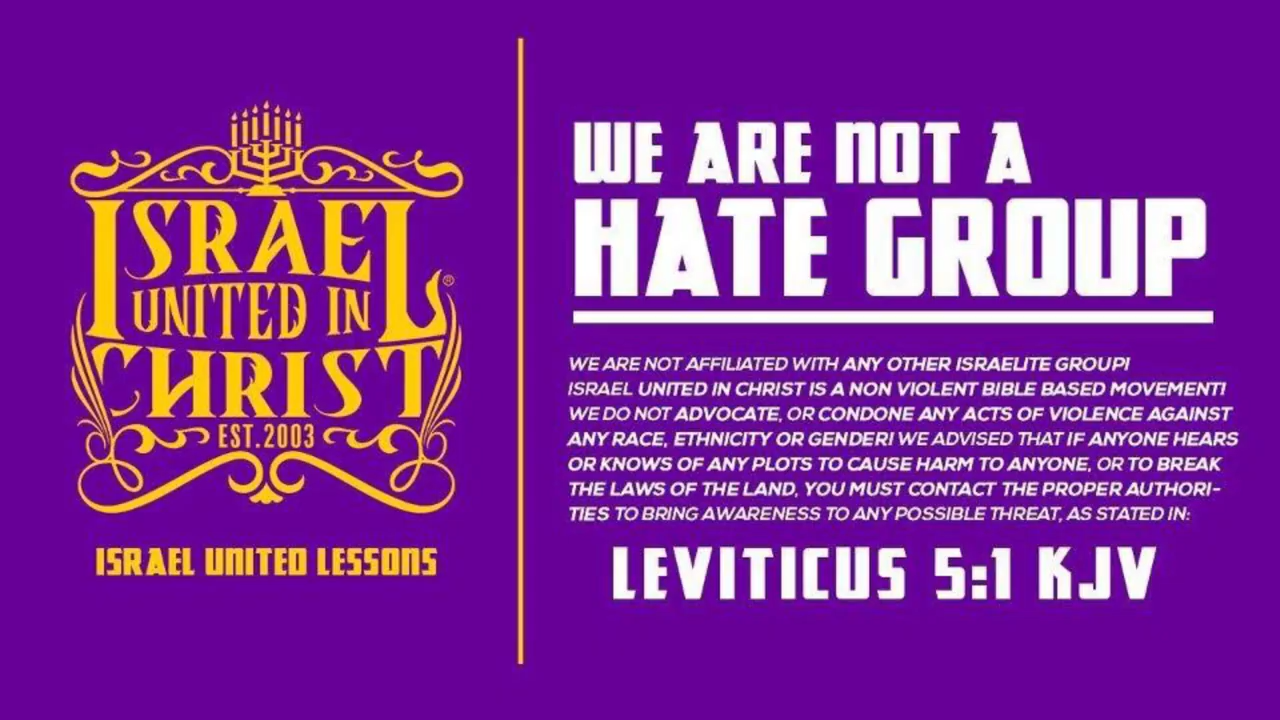 ISRAEL
UNITED IN
CHRIST
EST.2003
ISRAEL UNITED LESSONS
WE ARE NOT A
HATE GROUP
WE ARE NOT AFFILIATED WITH ANY OTHER ISRAELITE GROUP!
ISRAEL UNITED IN CHRIST IS A NON VIOLENT BIBLE BASED MOVEMENT!
WE DO NOT ADVOCATE, OR CONDONE ANY ACTS OF VIOLENCE AGAINST
ANY RACE, ETHNICITY OR GENDER! WE ADVISED THAT IF ANYONE HEARS
OR KNOWS OF ANY PLOTS TO CAUSE HARM TO ANYONE, OR TO BREAK
THE LAWS OF THE LAND, YOU MUST CONTACT THE PROPER AUTHORI-
TIES TO BRING AWARENESS TO ANY POSSIBLE THREAT, AS STATED IN:
LEVITICUS 5:1 KJV